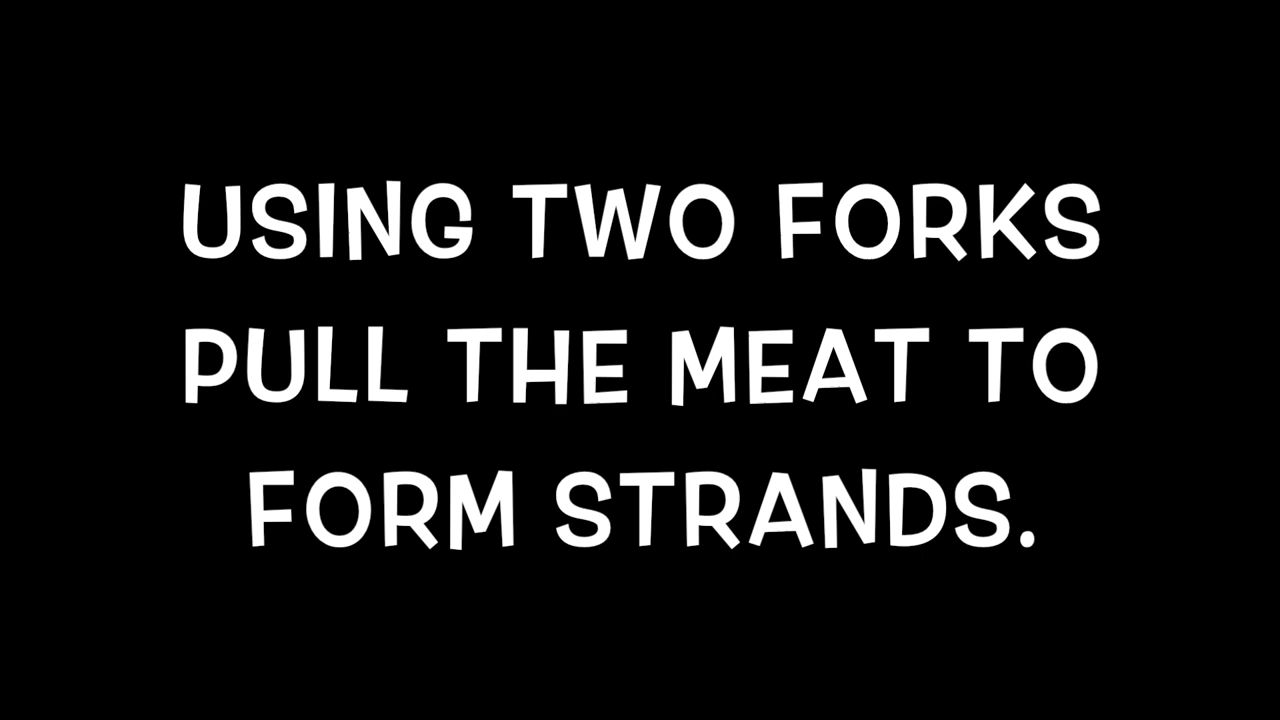 USING TWO FORKS
PULL THE MEAT TO
FORM STRANDS.